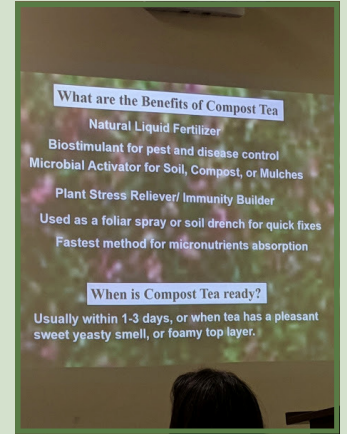 What are the Benefits of Compost Tea
Natural Liquid Fertilizer
Biostimulant for pest and disease control
Microbial Activator for Soil, Compost, or Mulches
Plant Stress Reliever/ Immunity Builder
Used as a foliar spray or soil drench for quick fixes
Fastest method for micronutrients absorption
When is Compost Tea ready?
Usually within 1-3 days, or when tea has a pleasant
sweet yeasty smell, or foamy top layer.